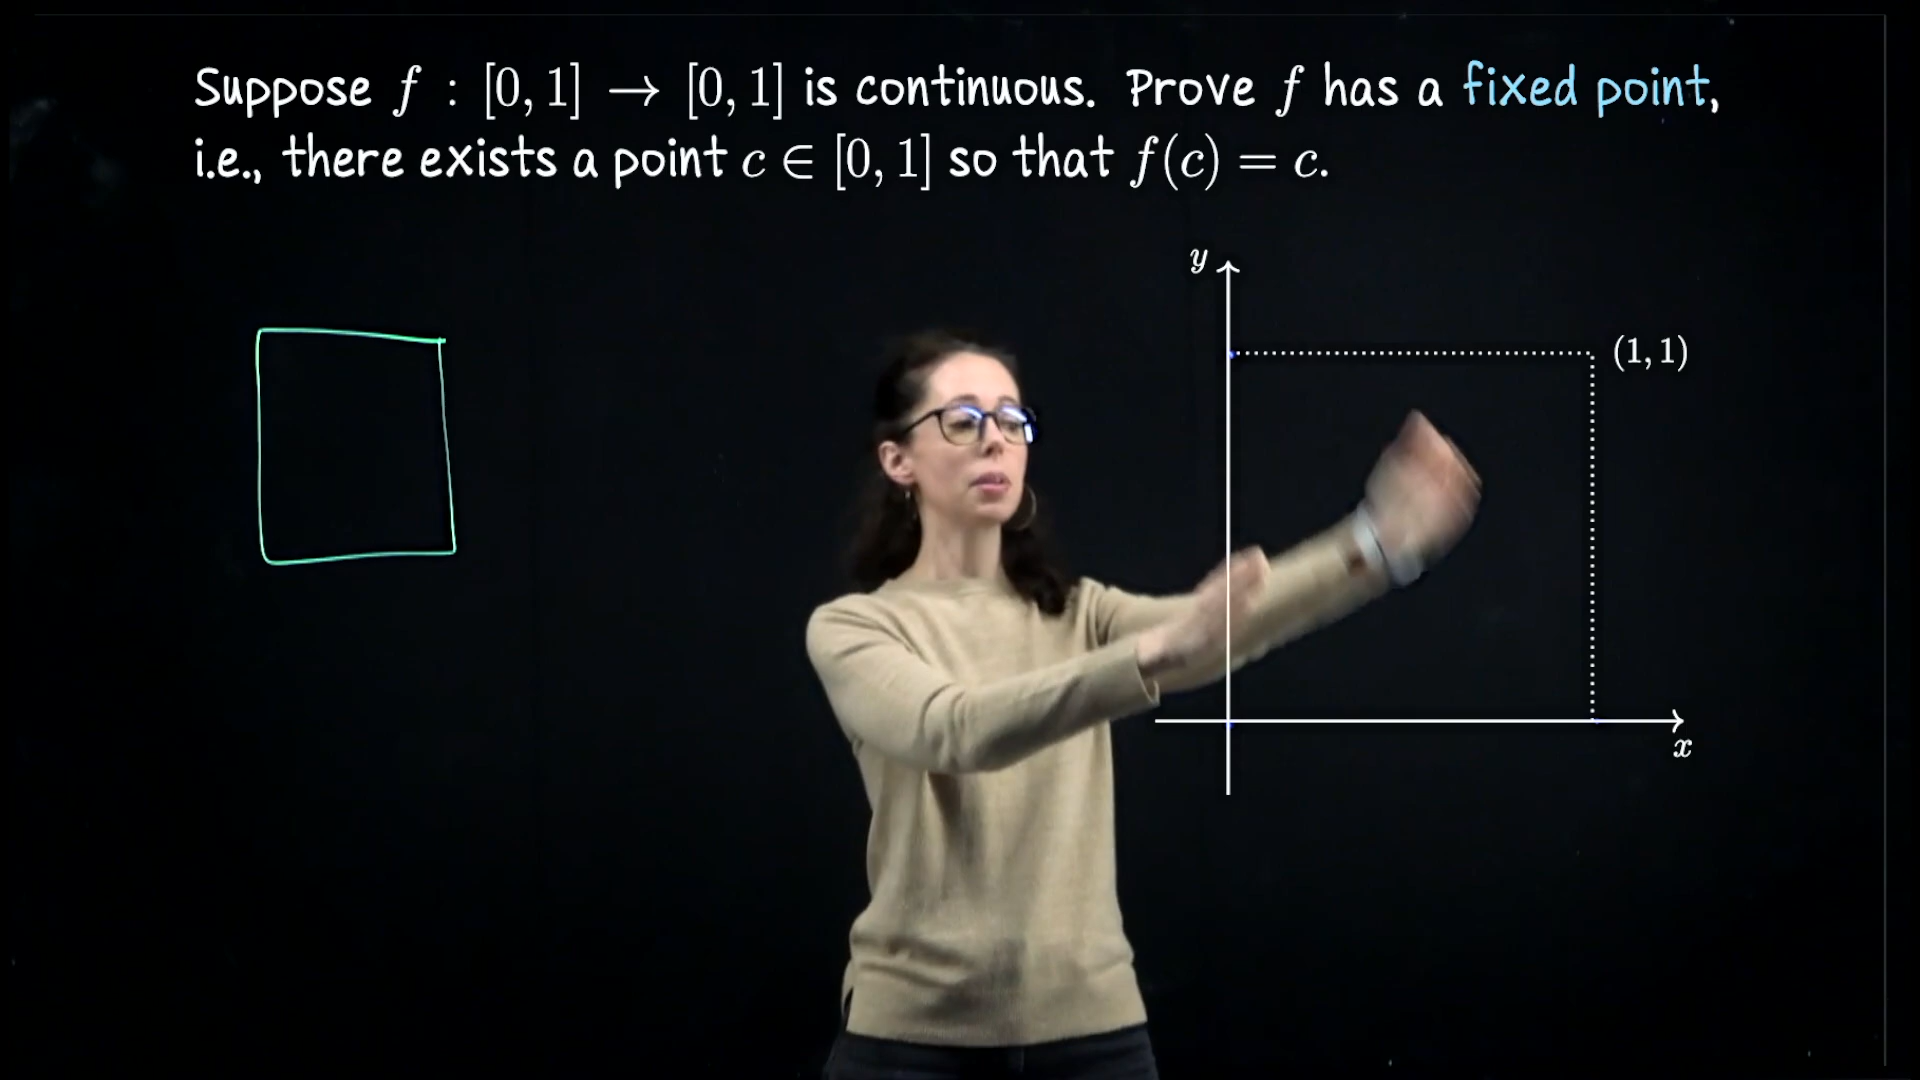 Suppose f : [0, 1] → [0, 1] is continuous. Prove f has a fixed point,
i.e., there exists a point c ∈ [0, 1] so that f(c) = c.
y
(1, 1)
x